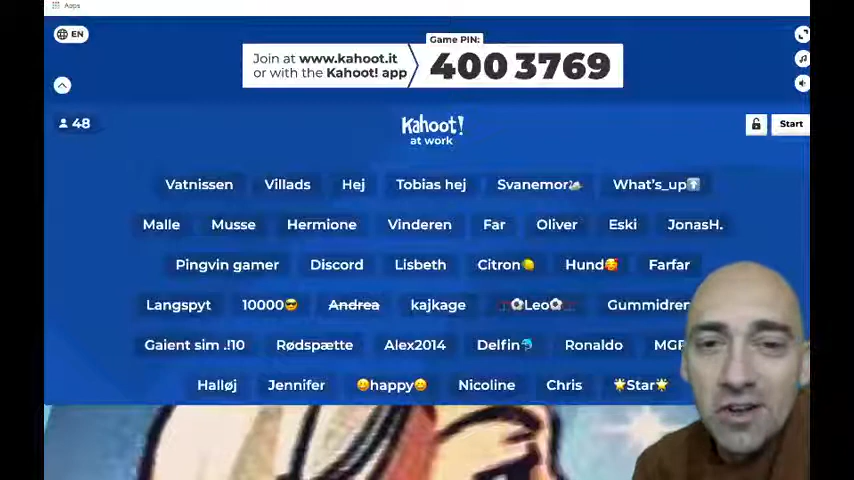 Apps
EN
Game PIN:
Join at www.kahoot.it
or with the Kahoot! app
400 3769
48
Kahoot!
at work
Start
Vatnissen Villads Hej Tobias hej Svanemor🦢 What's_up⬆️
Malle Musse Hermione Vinderen Far Oliver Eski JonasH.
Pingvin gamer Discord Lisbeth Citron🍋 Hund🥰 Farfar
Langspyt 10000😎 Andrea kajkage ⚽Leo⚽
Gaient sim .!10 Rødspætte Alex2014 Delfin🐬 Ronaldo
Halløj Jennifer 😊happy😊 Nicoline Chris 🌟Star🌟